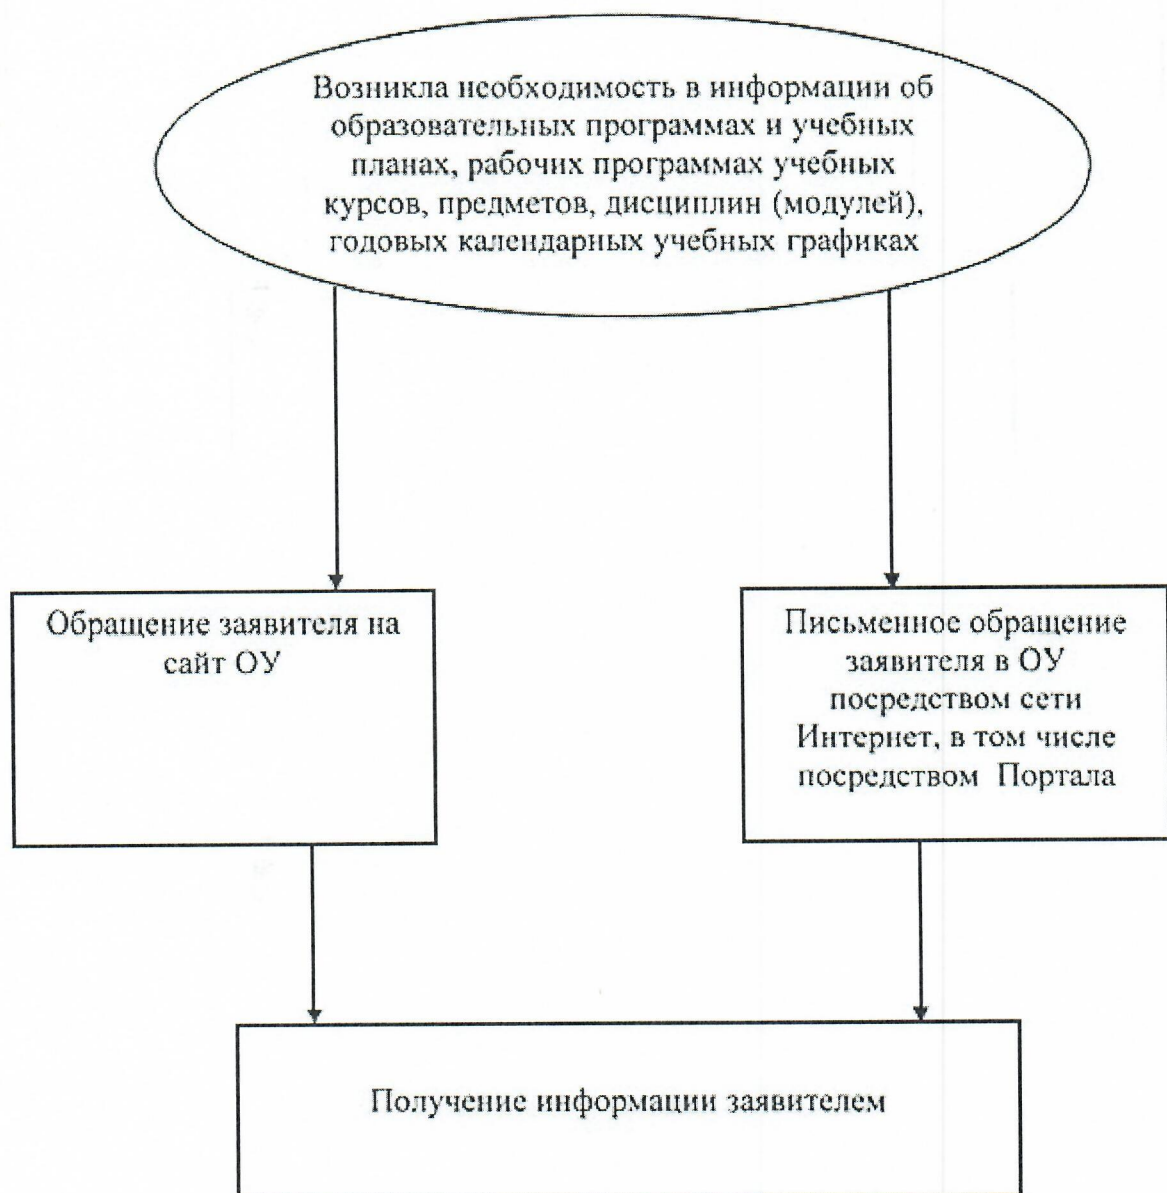 Возникла необходимость в информации об
образовательных программах и учебных
планах, рабочих программах учебных
курсов, предметов, дисциплин (модулей),
годовых календарных учебных графиках
Обращение заявителя на
сайт ОУ
Письменное обращение
заявителя в ОУ
посредством сети
Интернет, в том числе
посредством Портала
Получение информации заявителем